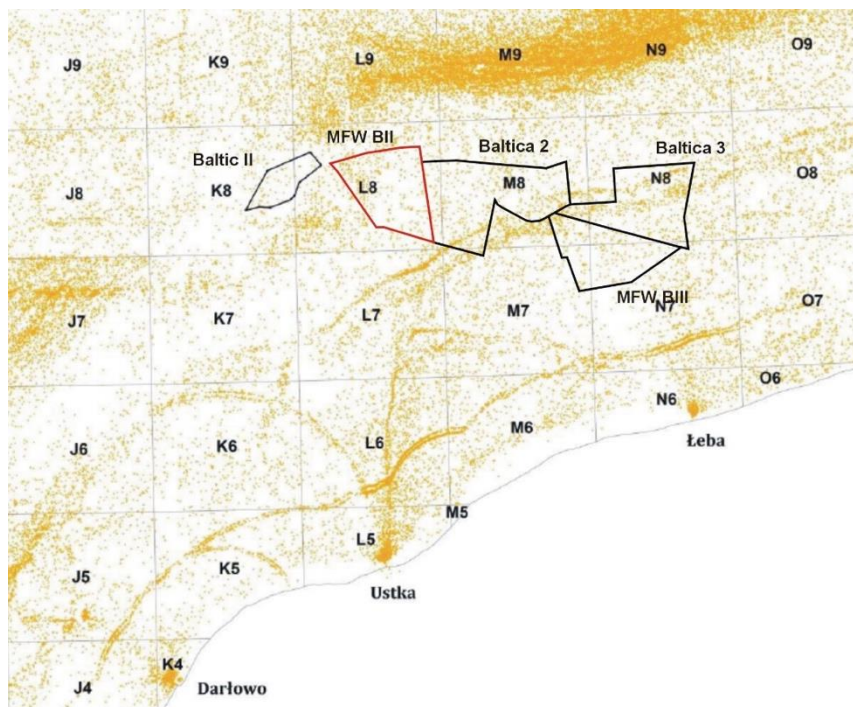 J9
K9
L9
M9
N9
O9
MFW BII
Baltica 2
Baltica 3
Baltic II
J8
K8
L8
M8
N8
O8
MFW BIII
J7
K7
L7
M7
N7
O7
J6
K6
L6
M6
N6
O6
Łeba
J5
K5
L5
M5
Ustka
J4
K4
Darłowo